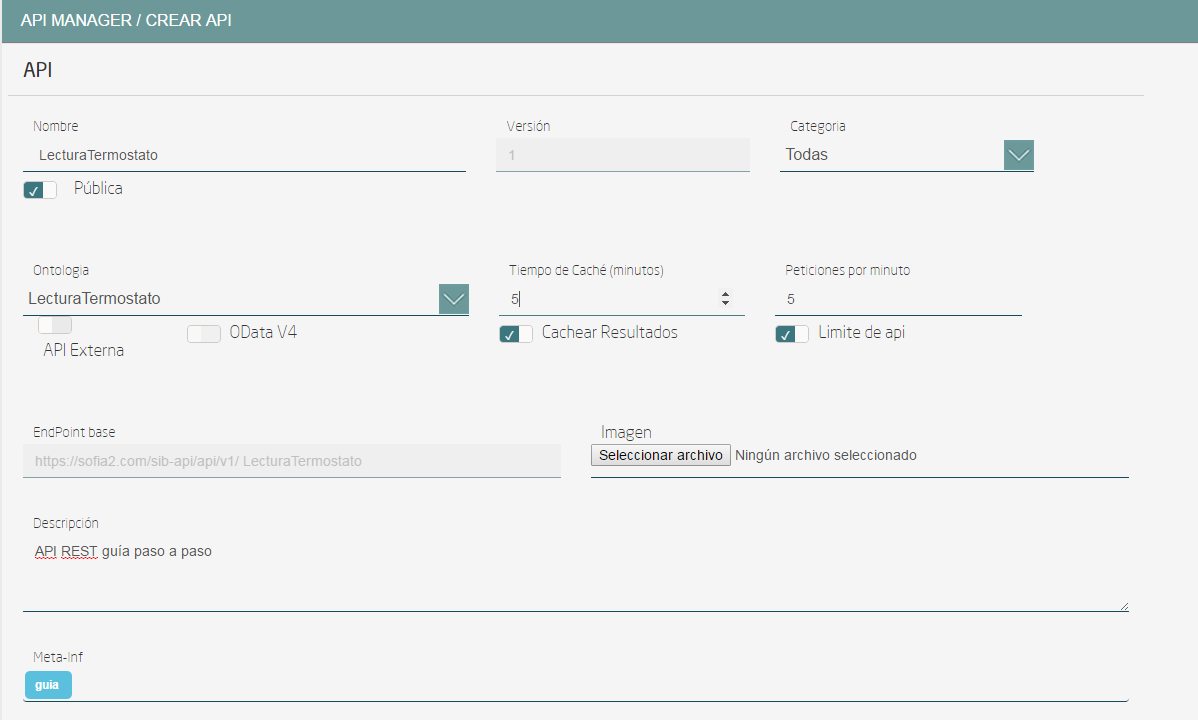 API MANAGER / CREAR API
API
Nombre
Versión
Categoria
LecturaTermostato
1
Todas
Pública
Ontologia
Tiempo de Caché (minutos)
Peticiones por minuto
LecturaTermostato
5
5
API Externa
OData V4
Cachear Resultados
Limite de api
EndPoint base
Imagen
https://sofia2.com/sib-api/api/v1/ LecturaTermostato
Seleccionar archivo Ningún archivo seleccionado
Descripción
API REST guía paso a paso
Meta-Inf
guia